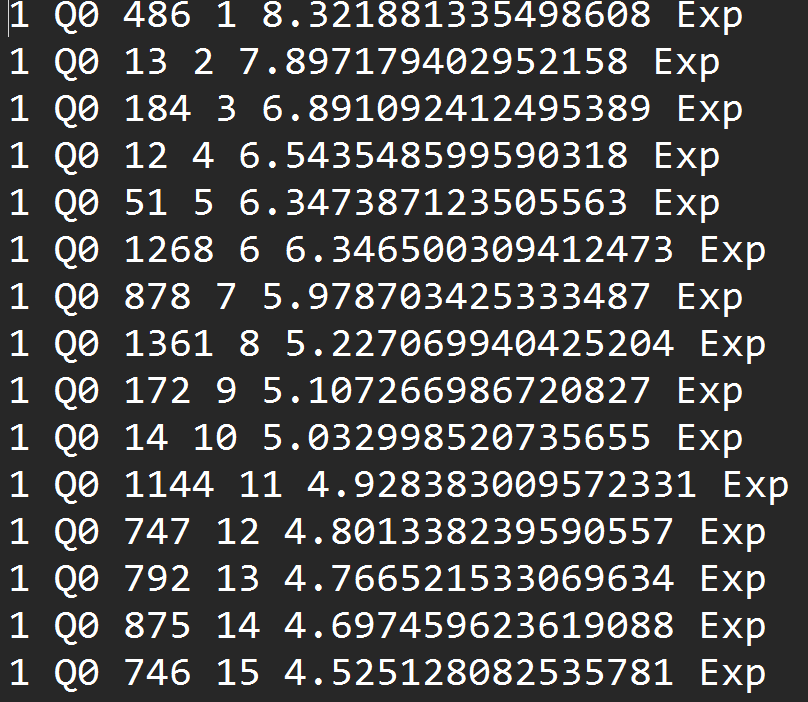 1 Q0 486 1 8.321881335498608 Exp
1 Q0 13 2 7.897179402952158 Exp
1 Q0 184 3 6.891092412495389 Exp
1 Q0 12 4 6.543548599590318 Exp
1 Q0 51 5 6.347387123505563 Exp
1 Q0 1268 6 6.346500309412473 Exp
1 Q0 878 7 5.978703425333487 Exp
1 Q0 1361 8 5.227069940425204 Exp
1 Q0 172 9 5.107266986720827 Exp
1 Q0 14 10 5.032998520735655 Exp
1 Q0 1144 11 4.928383009572331 Exp
1 Q0 747 12 4.801338239590557 Exp
1 Q0 792 13 4.766521533069634 Exp
1 Q0 875 14 4.697459623619088 Exp
1 Q0 746 15 4.525128082535781 Exp